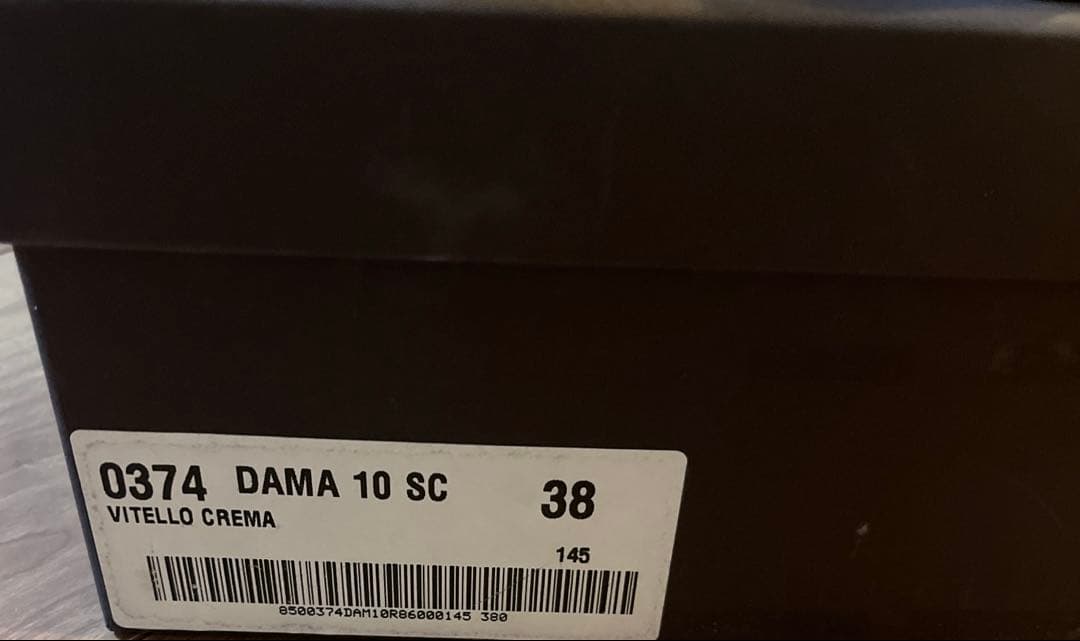 0374 DAMA 10 SC 38
VITELLO CREMA
145
8500374DAM10R86000145 380